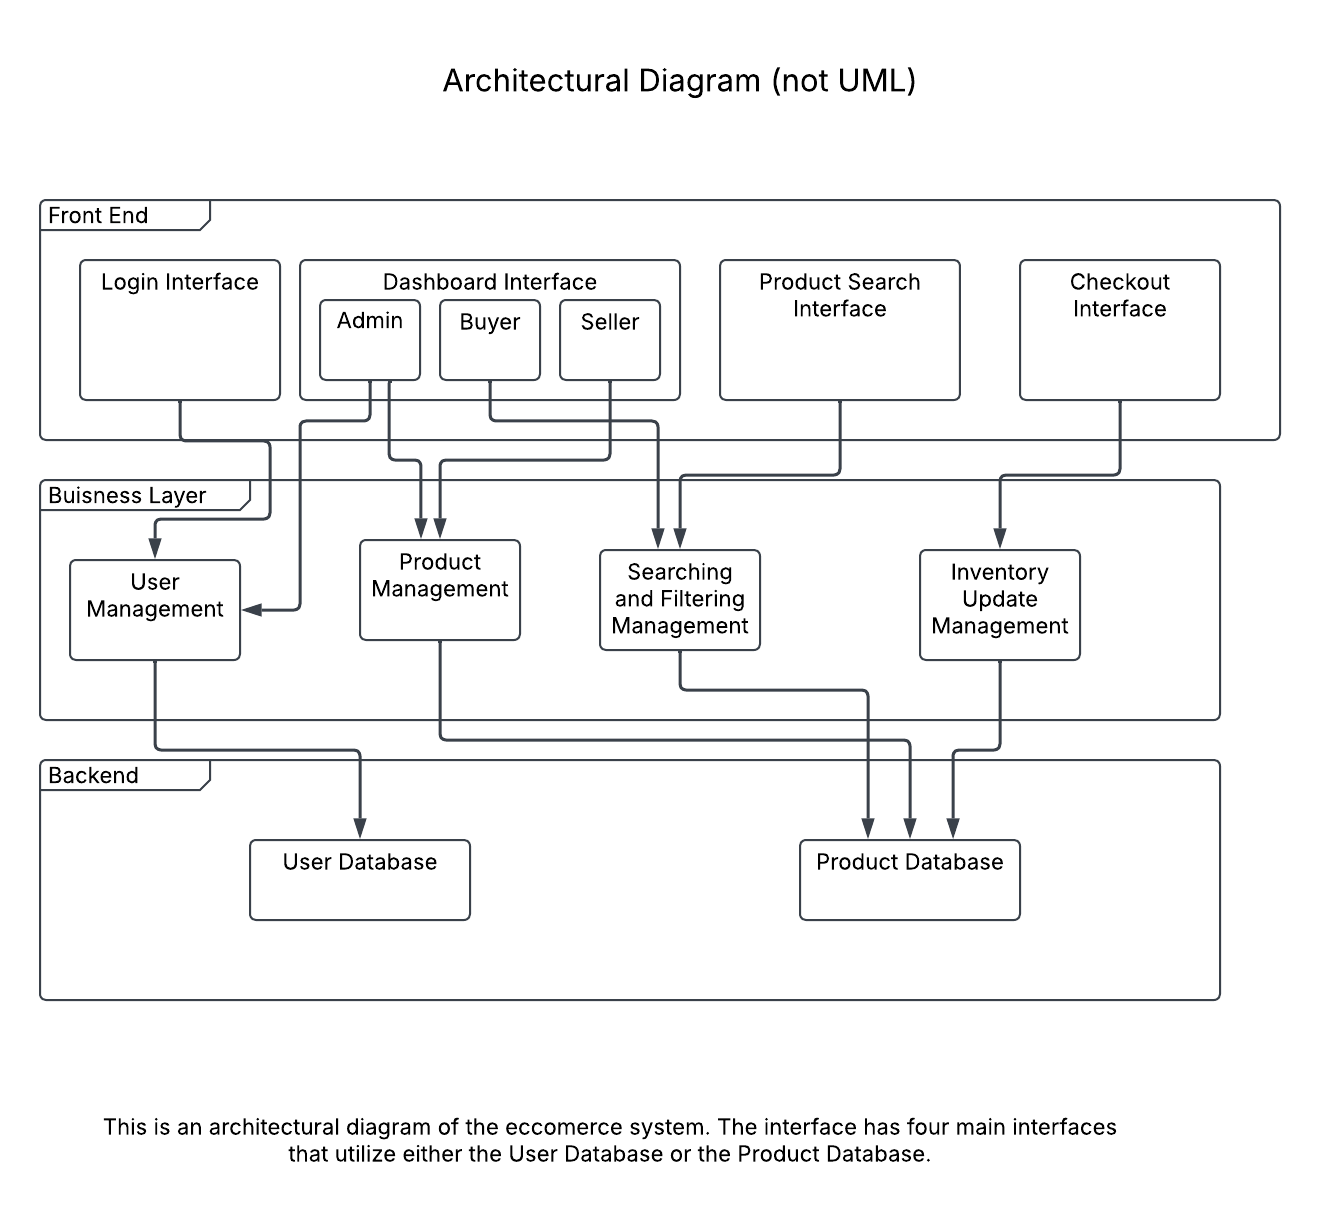 Architectural Diagram (not UML)
Front End
Login Interface
Dashboard Interface
Admin
Buyer
Seller
Product Search
Interface
Checkout
Interface
Buisness Layer
User
Management
Product
Management
Searching
and Filtering
Management
Inventory
Update
Management
Backend
User Database
Product Database
This is an architectural diagram of the eccomerce system. The interface has four main interfaces
that utilize either the User Database or the Product Database.